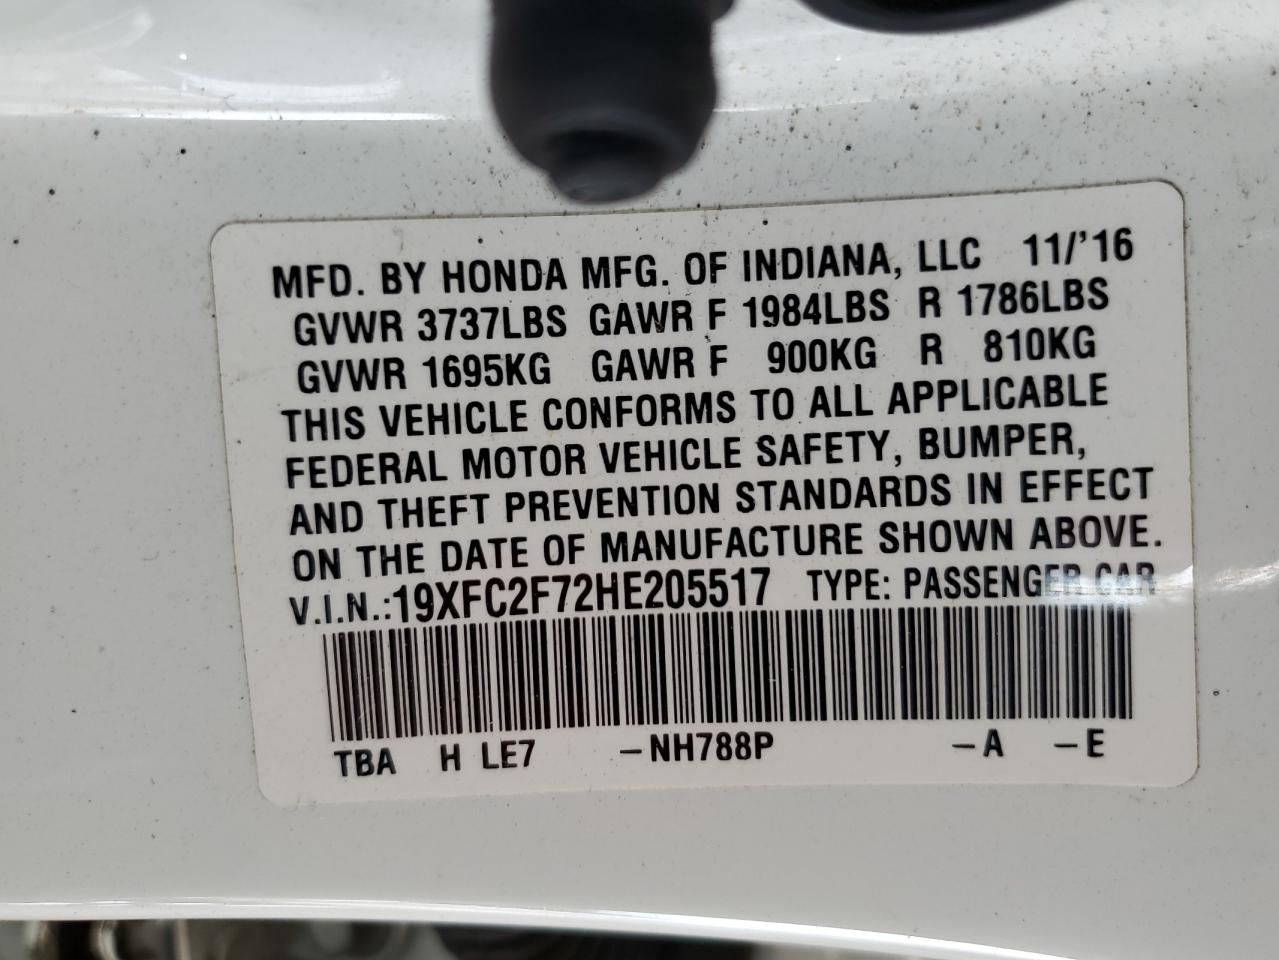 MFD. BY HONDA MFG. OF INDIANA, LLC 11/'16
GVWR 3737LBS GAWR F 1984LBS R 1786LBS
GVWR 1695KG GAWR F 900KG R 810KG
THIS VEHICLE CONFORMS TO ALL APPLICABLE
FEDERAL MOTOR VEHICLE SAFETY, BUMPER,
AND THEFT PREVENTION STANDARDS IN EFFECT
ON THE DATE OF MANUFACTURE SHOWN ABOVE.
V.I.N.:19XFC2F72HE205517 TYPE: PASSENGER CAR
TBA H LE7 –NH788P –A –E